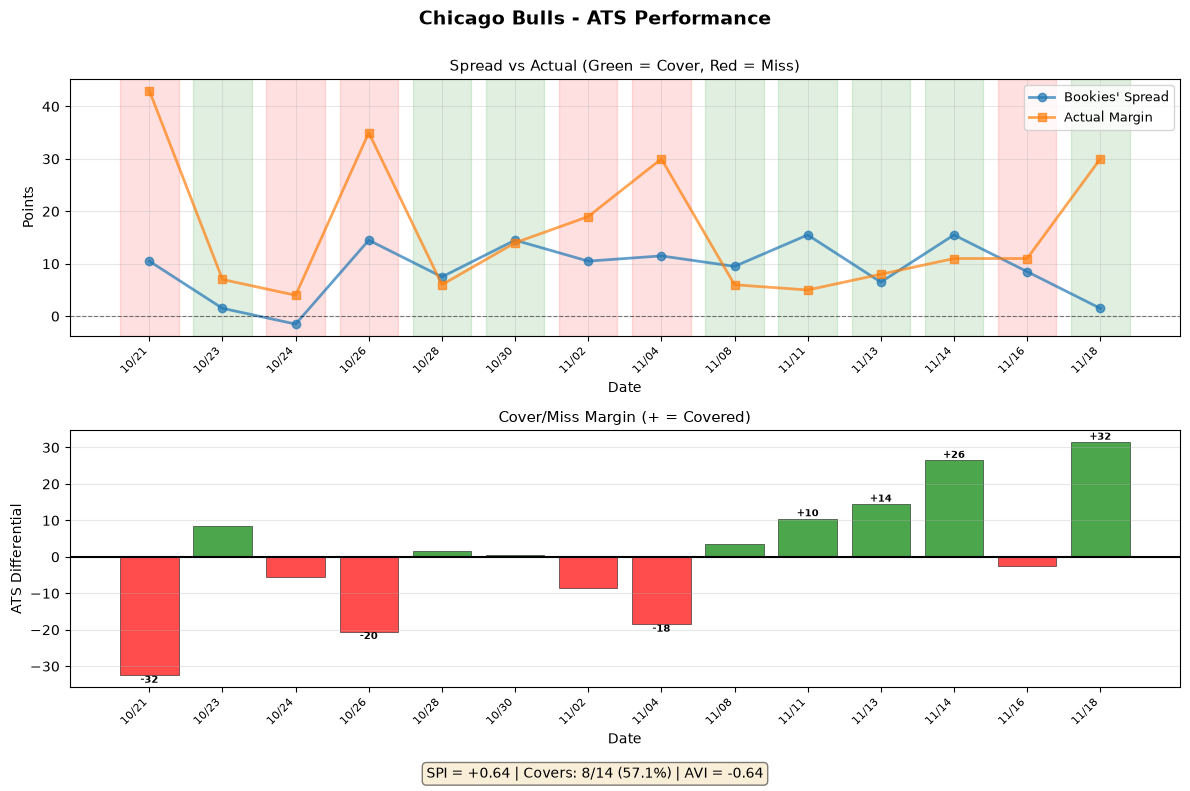 Chicago Bulls - ATS Performance
Spread vs Actual (Green = Cover, Red = Miss)
Points
40
30
20
10
0
Bookies' Spread
Actual Margin
10/21 10/23 10/24 10/26 10/28 10/30 11/02 11/04 11/08 11/11 11/13 11/14 11/16 11/18
Date
Cover/Miss Margin (+ = Covered)
ATS Differential
30
20
10
0
−10
−20
−30
-32 -20 -18 +10 +14 +26 +32
10/21 10/23 10/24 10/26 10/28 10/30 11/02 11/04 11/08 11/11 11/13 11/14 11/16 11/18
Date
SPI = +0.64 | Covers: 8/14 (57.1%) | AVI = -0.64